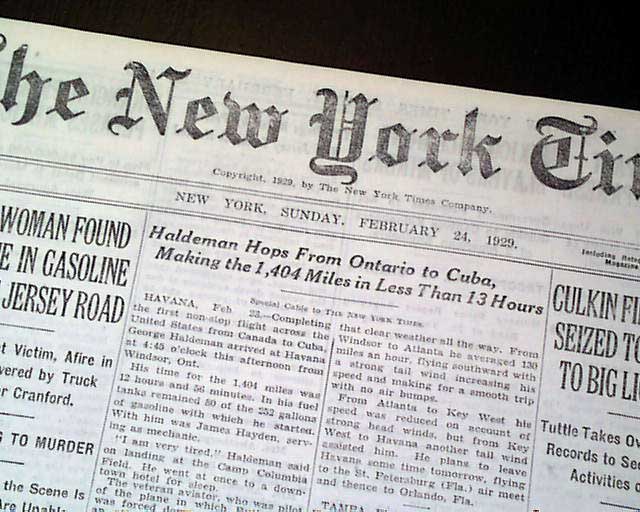 The New York Tim
Copyright, 1929, by The New York Times Company.
NEW YORK, SUNDAY, FEBRUARY 24, 1929.
Including Roto
Magazine
WOMAN FOUND
E IN GASOLINE
JERSEY ROAD
t Victim, Afire in
vered by Truck
r Cranford.
G TO MURDER
the Scene Is
Are Unable
Haldeman Hops From Ontario to Cuba,
Making the 1,404 Miles in Less Than 13 Hours
Special Cable to THE NEW YORK TIMES.
HAVANA, Feb. 23.—Completing
the first non-stop flight across the
United States from Canada to Cuba,
George Haldeman arrived at Havana
at 4:45 o'clock this afternoon from
Windsor, Ont.
His time for the 1,404 miles was
12 hours and 56 minutes. In his fuel
tanks remained 50 of the 252 gallons
of gasoline with which he started.
With him was James Hayden, serv-
ing as mechanic.
"I am very tired," Haldeman said
on landing at the Camp Columbia
Field. He went at once to a down-
town hotel for sleep.
The veteran aviator, who was pilot
of the plane in which
was forced
that clear weather all the way. From
Windsor to Atlanta he averaged 130
miles an hour, flying southward with
a strong tail wind increasing his
speed and making for a smooth trip
with no air bumps.
From Atlanta to Key West his
speed was reduced on account of
strong head winds, but from Key
West to Havana another tail wind
assisted him. He plans to leave
Havana some time tomorrow, flying
to the St. Petersburg (Fla.) air meet
and thence to Orlando, Fla.
TAMPA
CULKIN FI
SEIZED TO
TO BIG LI
Tuttle Takes Ov
Records to Se
Activities o